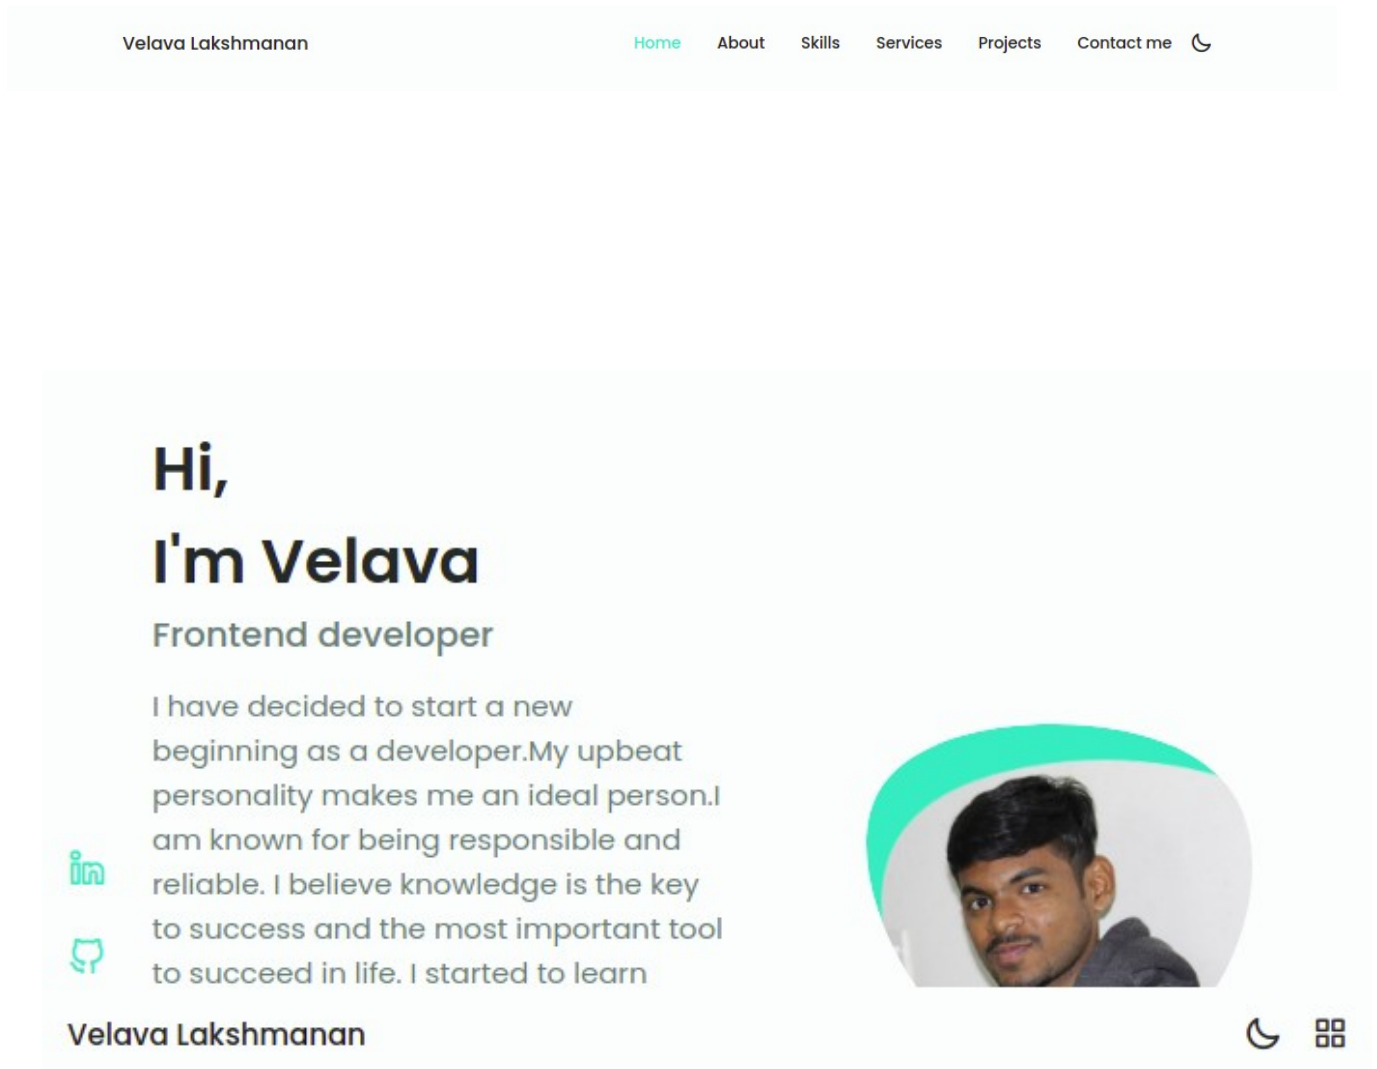 Velava Lakshmanan Home About Skills Services Projects Contact me
Hi,
I'm Velava
Frontend developer
I have decided to start a new
beginning as a developer.My upbeat
personality makes me an ideal person.I
am known for being responsible and
reliable. I believe knowledge is the key
to success and the most important tool
to succeed in life. I started to learn
Velava Lakshmanan